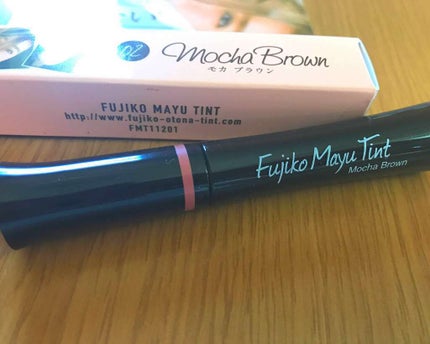 02 Mocha Brown
モカ ブラウン
FUJIKO MAYU TINT
http://www.fujiko-otona-tint.com
FMT11201
Fujiko Mayu Tint
Mocha Brown